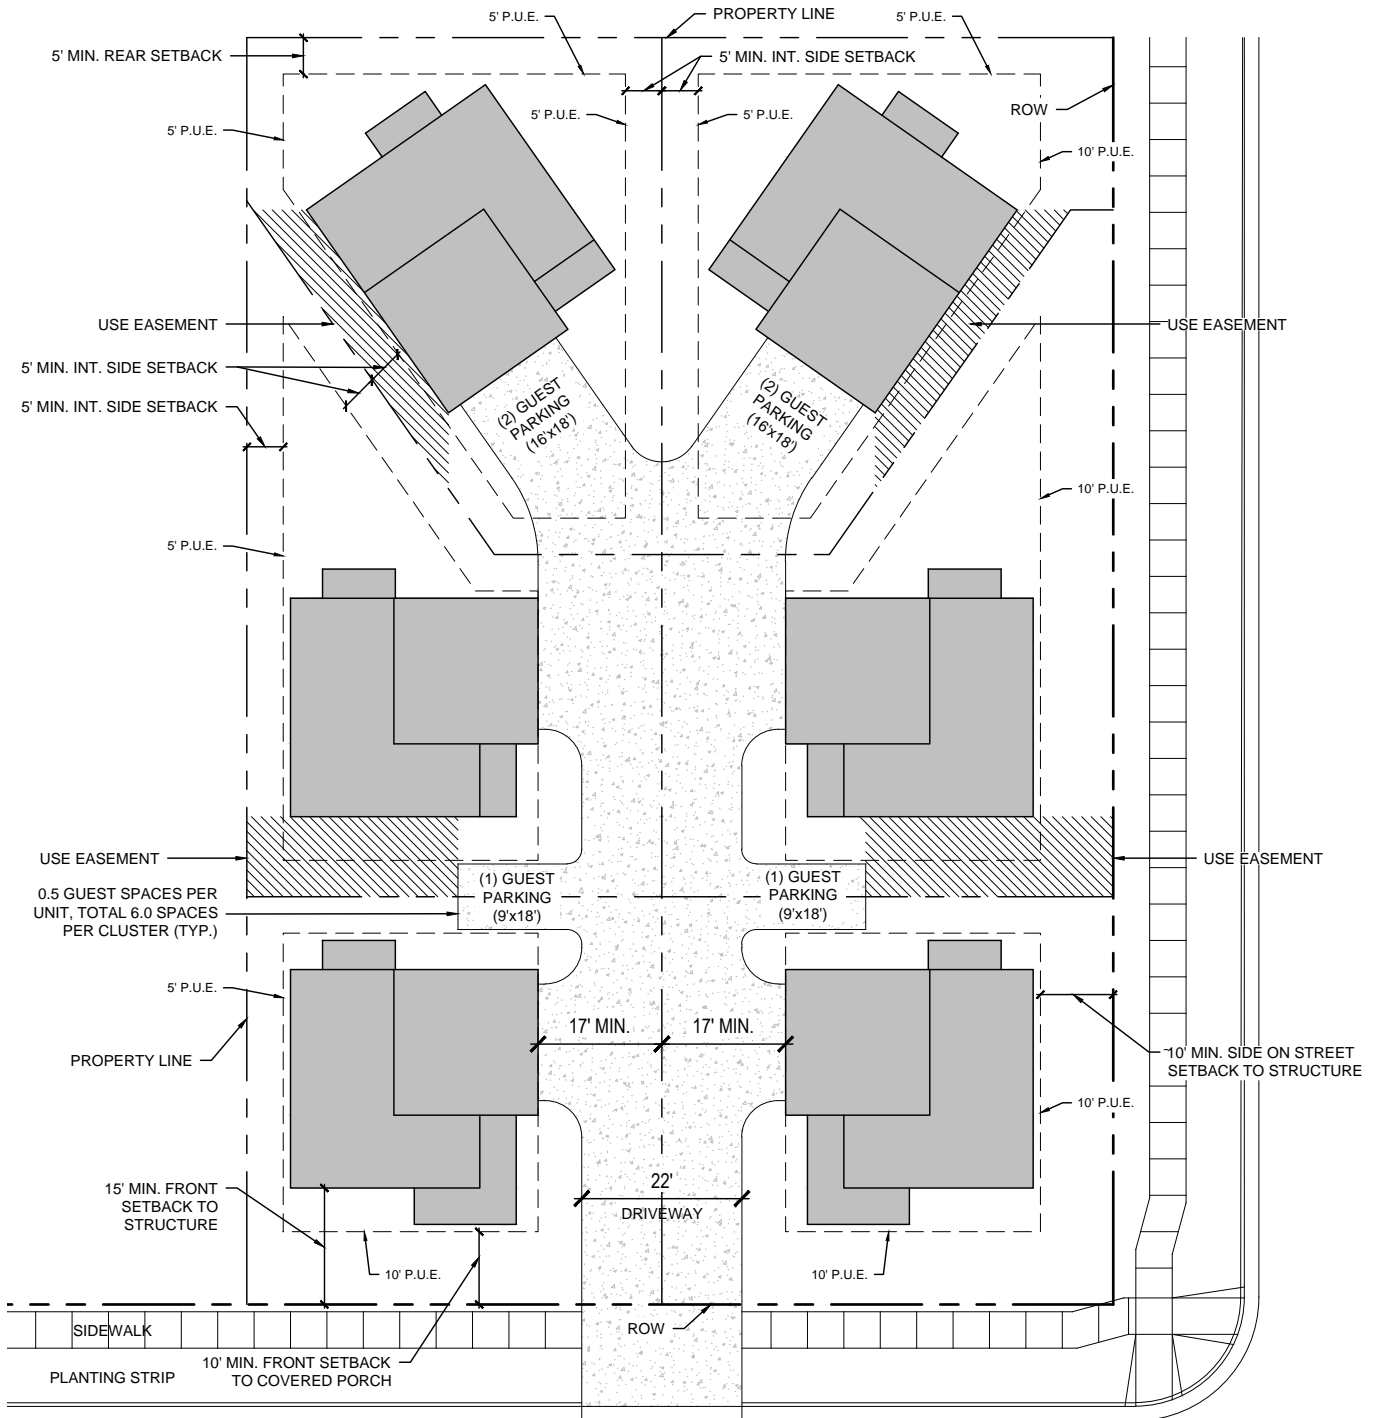 5' P.U.E.
PROPERTY LINE
5' P.U.E.
5' MIN. REAR SETBACK
5' MIN. INT. SIDE SETBACK
ROW
5' P.U.E.
5' P.U.E.
5' P.U.E.
10' P.U.E.
USE EASEMENT
USE EASEMENT
5' MIN. INT. SIDE SETBACK
5' MIN. INT. SIDE SETBACK
(2) GUEST
PARKING
(16'x18')
(2) GUEST
PARKING
(16'x18')
10' P.U.E.
5' P.U.E.
USE EASEMENT
USE EASEMENT
(1) GUEST
PARKING
(9'x18')
(1) GUEST
PARKING
(9'x18')
0.5 GUEST SPACES PER
UNIT, TOTAL 6.0 SPACES
PER CLUSTER (TYP.)
5' P.U.E.
17' MIN.
17' MIN.
PROPERTY LINE
10' MIN. SIDE ON STREET
SETBACK TO STRUCTURE
10' P.U.E.
15' MIN. FRONT
SETBACK TO
STRUCTURE
22'
DRIVEWAY
10' P.U.E.
10' P.U.E.
SIDEWALK
ROW
10' MIN. FRONT SETBACK
TO COVERED PORCH
PLANTING STRIP